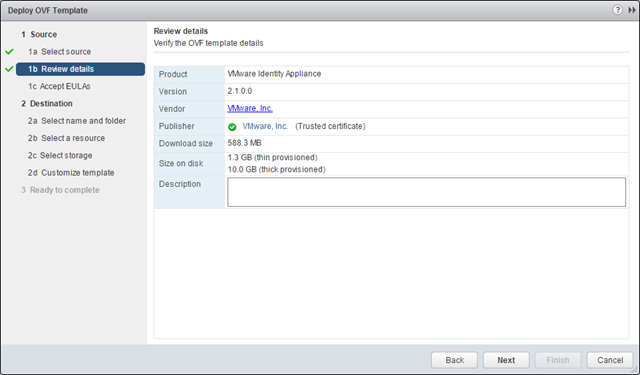 Deploy OVF Template
1 Source
1a Select source
1b Review details
1c Accept EULAs
2 Destination
2a Select name and folder
2b Select a resource
2c Select storage
2d Customize template
3 Ready to complete
Review details
Verify the OVF template details
Product VMware Identity Appliance
Version 2.1.0.0
Vendor VMware, Inc.
Publisher VMware, Inc. (Trusted certificate)
Download size 588.3 MB
Size on disk 1.3 GB (thin provisioned)
10.0 GB (thick provisioned)
Description
Back Next Finish Cancel